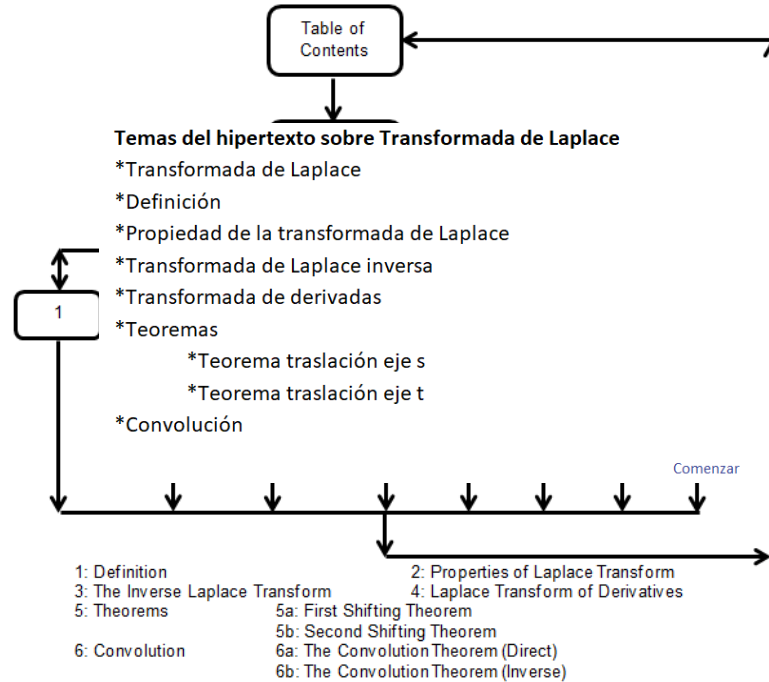 Table of
Contents
Temas del hipertexto sobre Transformada de Laplace
*Transformada de Laplace
*Definición
*Propiedad de la transformada de Laplace
*Transformada de Laplace inversa
*Transformada de derivadas
1
*Teoremas
*Teorema traslación eje s
*Teorema traslación eje t
*Convolución
Comenzar
1: Definition 2: Properties of Laplace Transform
3: The Inverse Laplace Transform 4: Laplace Transform of Derivatives
5: Theorems 5a: First Shifting Theorem
5b: Second Shifting Theorem
6: Convolution 6a: The Convolution Theorem (Direct)
6b: The Convolution Theorem (Inverse)